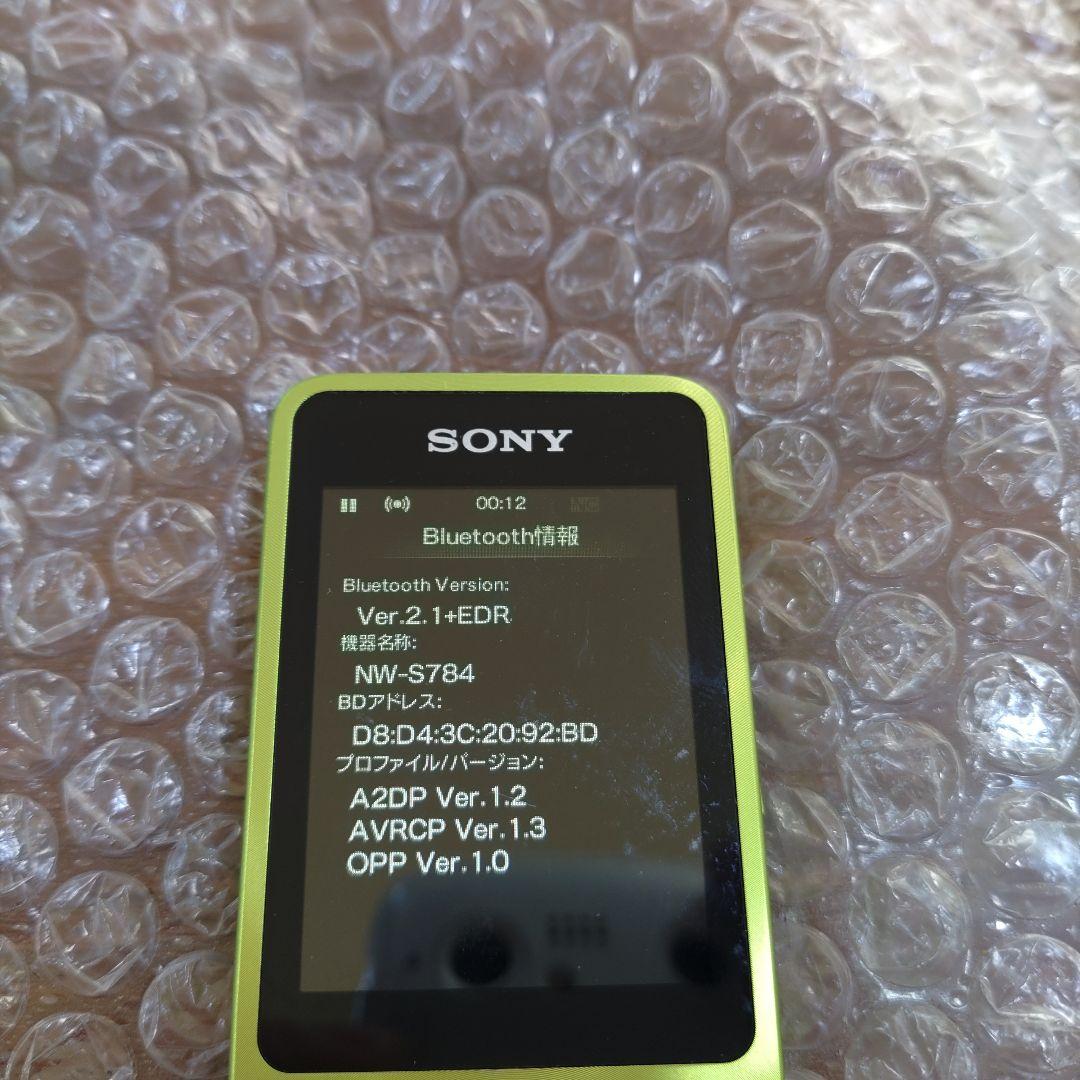 SONY
00:12
Bluetooth情報
Bluetooth Version:
Ver.2.1+EDR
機器名称:
NW-S784
BDアドレス:
D8:D4:3C:20:92:BD
プロファイル/バージョン:
A2DP Ver.1.2
AVRCP Ver.1.3
OPP Ver.1.0